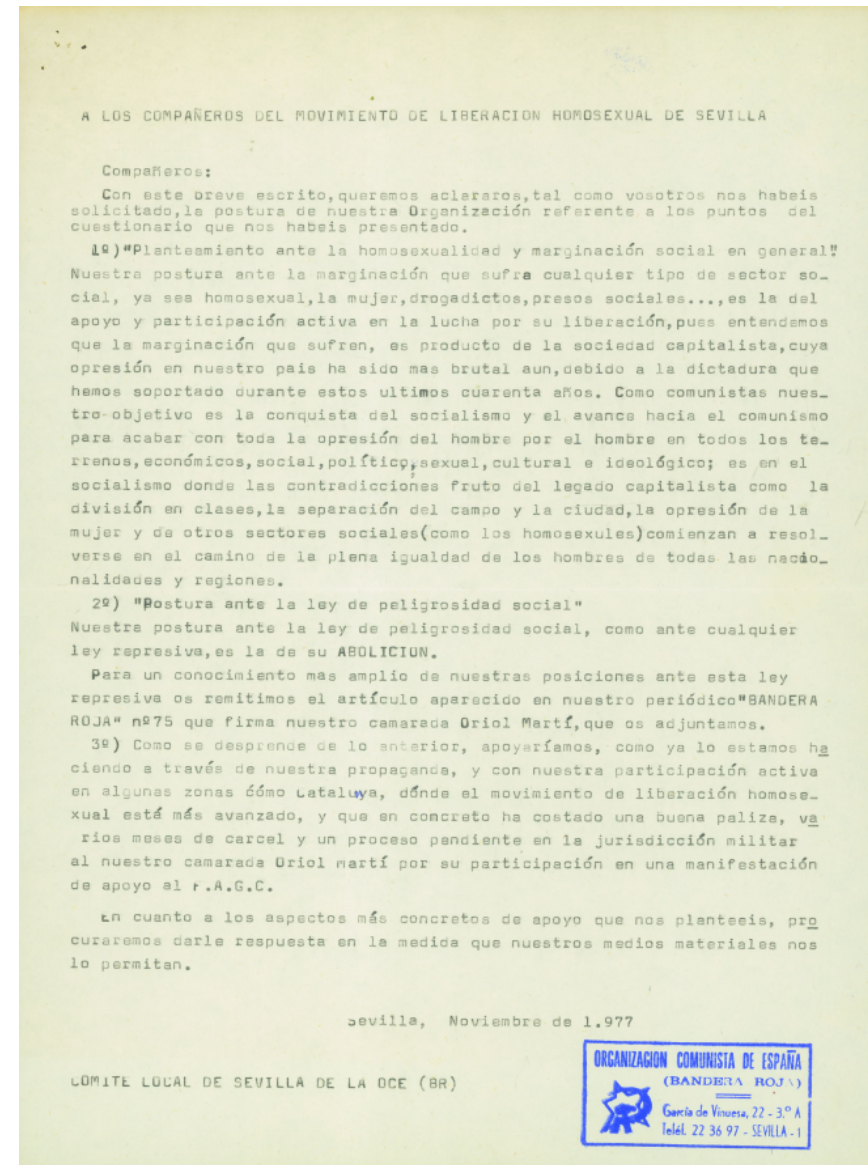 A LOS COMPAÑEROS DEL MOVIMIENTO DE LIBERACION HOMOSEXUAL DE SEVILLA
Compañeros:
Con este breve escrito,queremos aclararos,tal como vosotros nos habeis
solicitado,la postura de nuestra Organización referente a los puntos del
cuestionario que nos habeis presentado.
1º)"Planteamiento ante la homosexualidad y marginación social en general"
Nuestra postura ante la marginación que sufra cualquier tipo de sector so_
cial, ya sea homosexual,la mujer,drogadictos,presos sociales...,es la del
apoyo y participación activa en la lucha por su liberación,pues entendemos
que la marginación que sufren, es producto de la sociedad capitalista,cuya
opresión en nuestro pais ha sido mas brutal aun,debido a la dictadura que
hemos soportado durante estos ultimos cuarenta años. Como comunistas nues_
tro objetivo es la conquista del socialismo y el avance hacia el comunismo
para acabar con toda la opresión del hombre por el hombre en todos los te_
rrenos,económicos,social,político,sexual,cultural e ideológico; es en el
socialismo donde las contradicciones fruto del legado capitalista como la
división en clases,la separación del campo y la ciudad,la opresión de la
mujer y de otros sectores sociales(como los homosexules)comienzan a resol_
verse en el camino de la plena igualdad de los hombres de todas las nacio_
nalidades y regiones.
2º) "Postura ante la ley de peligrosidad social"
Nuestra postura ante la ley de peligrosidad social, como ante cualquier
ley represiva,es la de su ABOLICION.
Para un conocimiento mas amplio de nuestras posiciones ante esta ley
represiva os remitimos el artículo aparecido en nuestro periódico"BANDERA
ROJA" nº75 que firma nuestro camarada Oriol Martí,que os adjuntamos.
3º) Como se desprende de lo anterior, apoyaríamos, como ya lo estamos ha
ciendo a través de nuestra propaganda, y con nuestra participación activa
en algunas zonas cómo Cataluya, dónde el movimiento de liberación homose_
xual está más avanzado, y que en concreto ha costado una buena paliza, va
rios meses de carcel y un proceso pendiente en la jurisdicción militar
al nuestro camarada Oriol Martí por su participación en una manifestación
de apoyo al F.A.G.C.
En cuanto a los aspectos más concretos de apoyo que nos planteeis, pro
curaremos darle respuesta en la medida que nuestros medios materiales nos
lo permitan.
Sevilla, Noviembre de 1.977
COMITE LOCAL DE SEVILLA DE LA OCE (BR)
ORGANIZACION COMUNISTA DE ESPAÑA
(BANDERA ROJA)
García de Vinuesa, 22 - 3.º A
Teléf. 22 36 97 - SEVILLA - 1